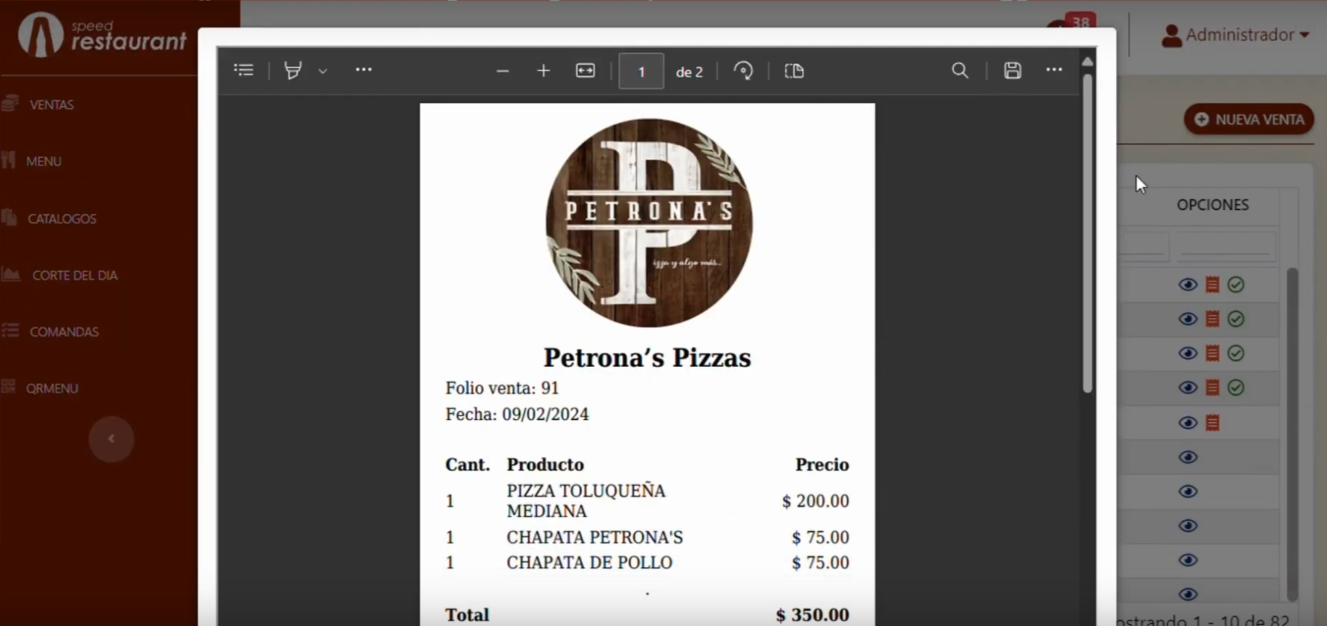 speed
restaurant
38
Administrador
VENTAS
MENU
CATALOGOS
CORTE DEL DIA
COMANDAS
QRMENU
1 de 2
NUEVA VENTA
OPCIONES
PETRONA'S
izza y algo más...
Petrona’s Pizzas
Folio venta: 91
Fecha: 09/02/2024
Cant. Producto Precio
1 PIZZA TOLUQUEÑA MEDIANA $ 200.00
1 CHAPATA PETRONA'S $ 75.00
1 CHAPATA DE POLLO $ 75.00
.
Total $ 350.00
ostrando 1 - 10 de 82